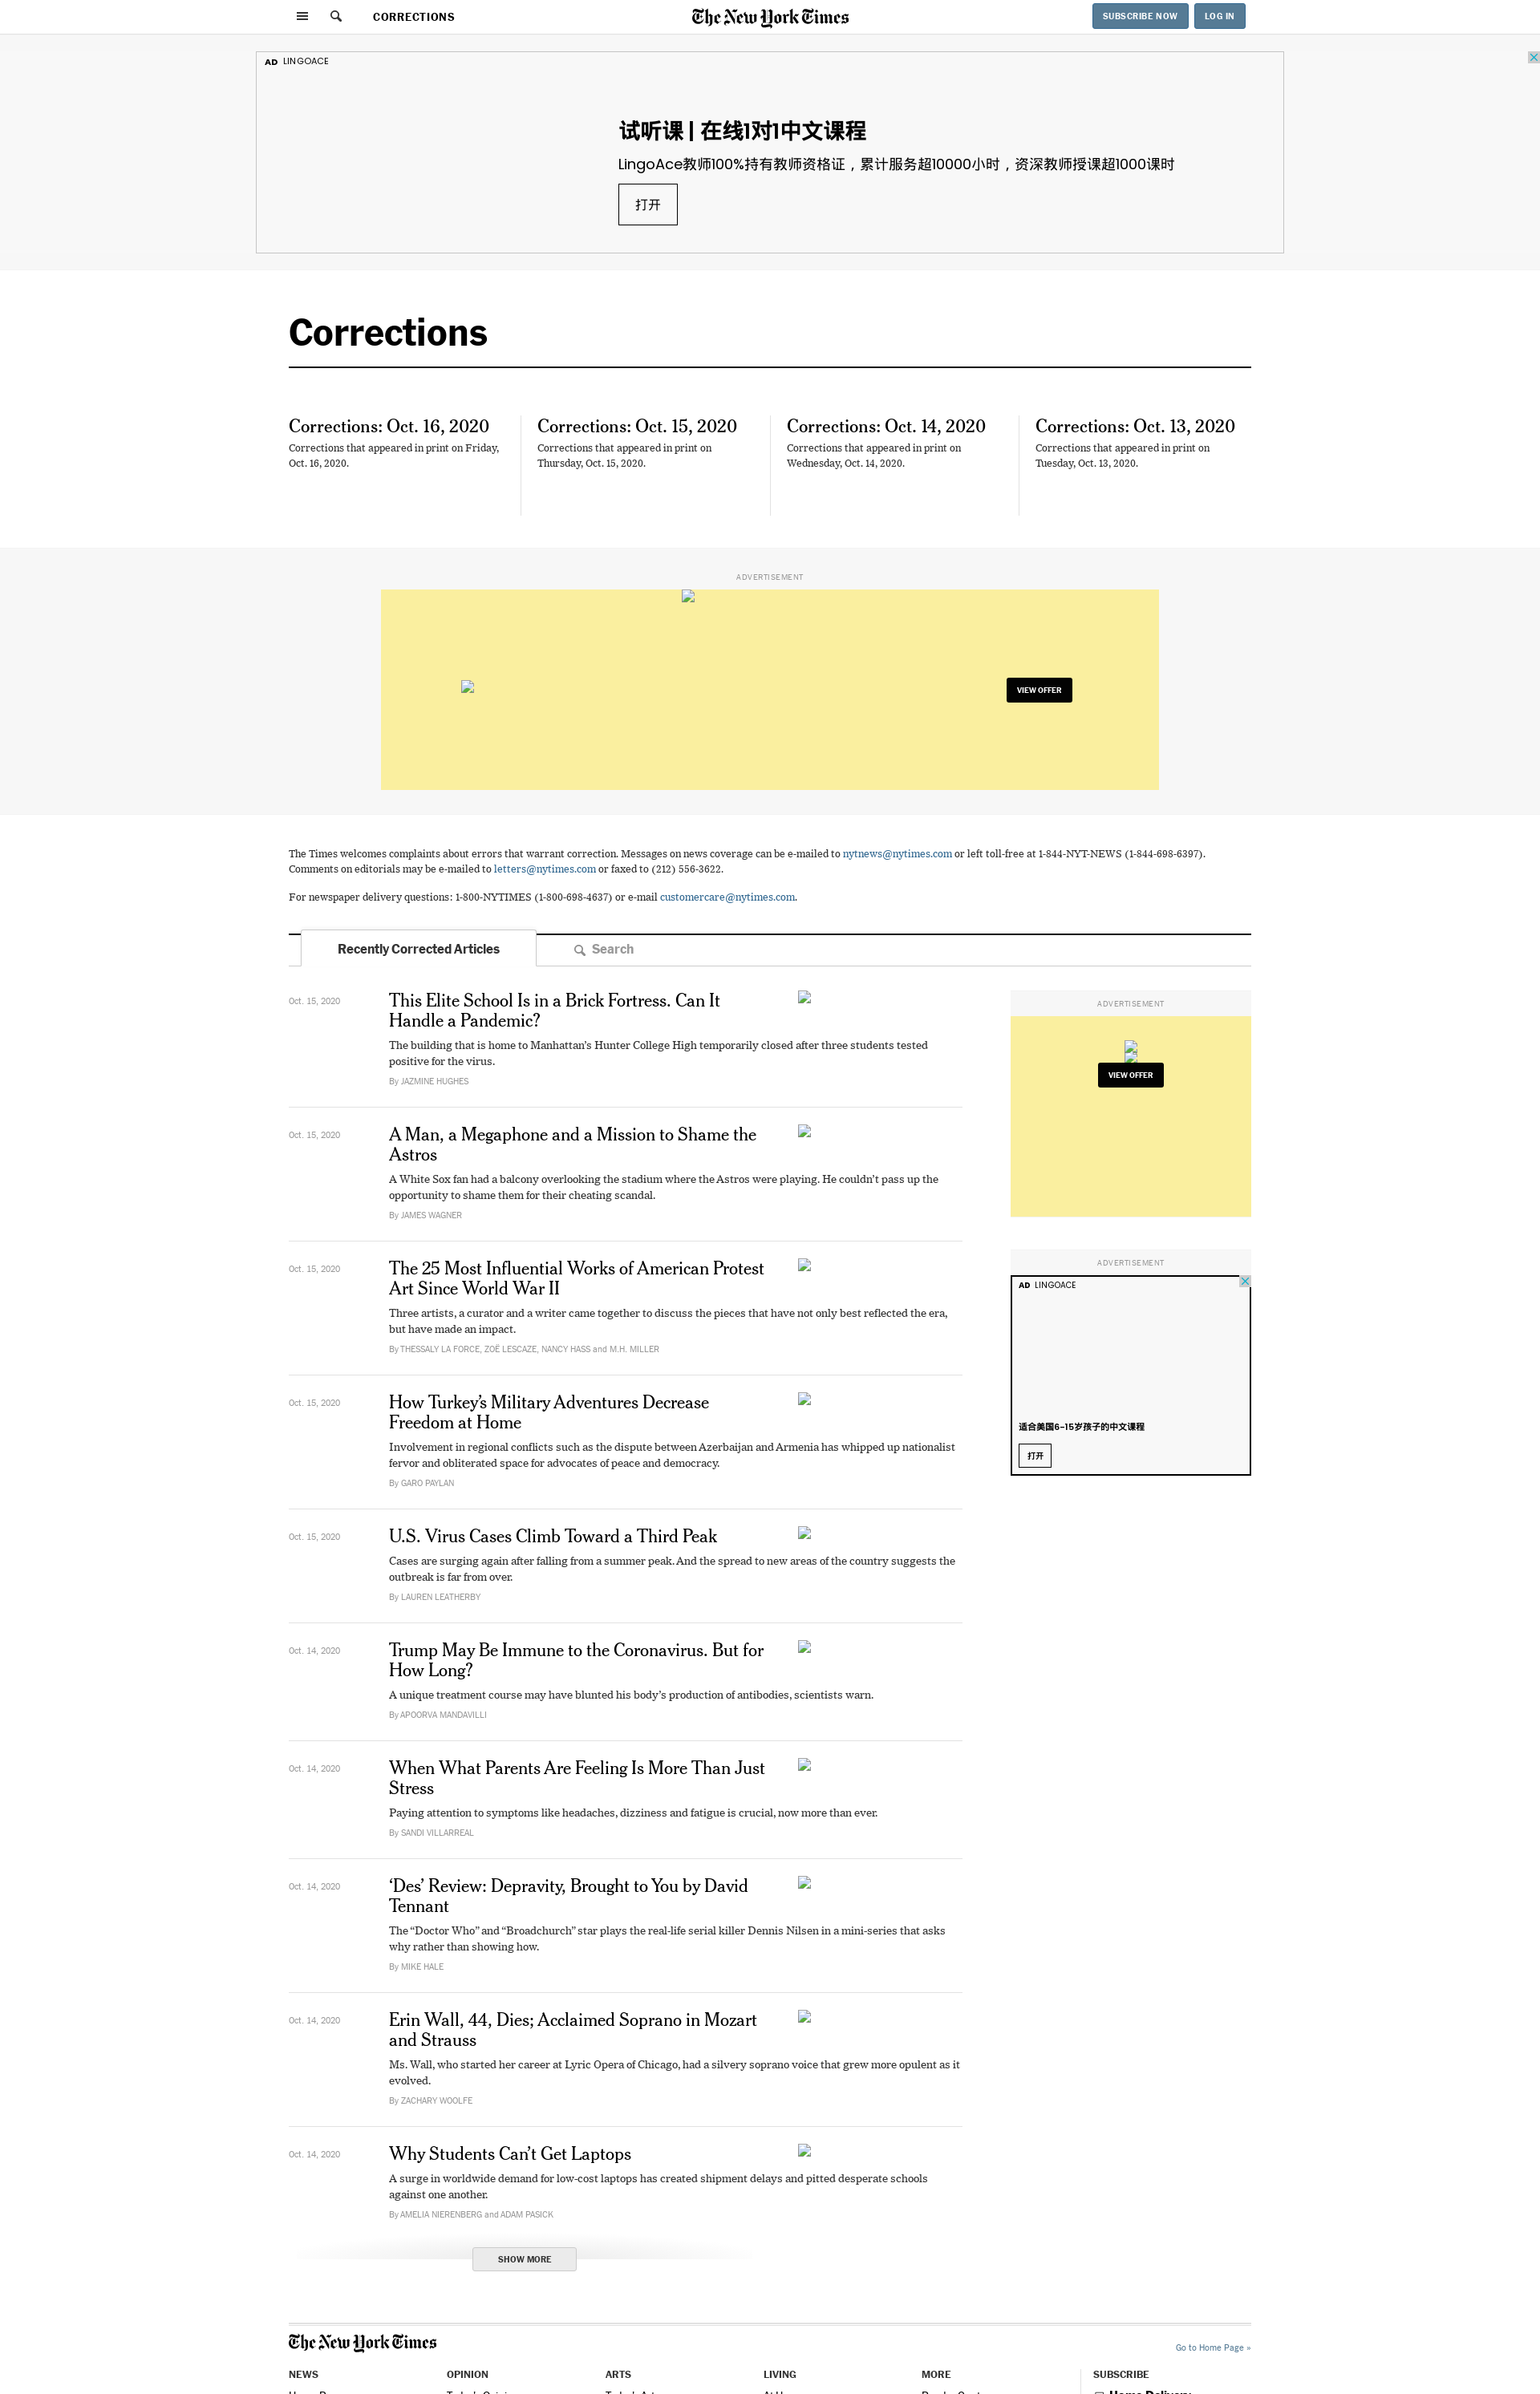 CORRECTIONS
The New York Times
SUBSCRIBE NOW
LOG IN
AD LINGOACE
试听课 | 在线1对1中文课程
LingoAce教师100%持有教师资格证，累计服务超10000小时，资深教师授课超1000课时
打开
Corrections
Corrections: Oct. 16, 2020
Corrections that appeared in print on Friday,
Oct. 16, 2020.
Corrections: Oct. 15, 2020
Corrections that appeared in print on
Thursday, Oct. 15, 2020.
Corrections: Oct. 14, 2020
Corrections that appeared in print on
Wednesday, Oct. 14, 2020.
Corrections: Oct. 13, 2020
Corrections that appeared in print on
Tuesday, Oct. 13, 2020.
ADVERTISEMENT
VIEW OFFER
The Times welcomes complaints about errors that warrant correction. Messages on news coverage can be e-mailed to nytnews@nytimes.com or left toll-free at 1-844-NYT-NEWS (1-844-698-6397).
Comments on editorials may be e-mailed to letters@nytimes.com or faxed to (212) 556-3622.
For newspaper delivery questions: 1-800-NYTIMES (1-800-698-4637) or e-mail customercare@nytimes.com.
Recently Corrected Articles
Search
Oct. 15, 2020
This Elite School Is in a Brick Fortress. Can It
Handle a Pandemic?
The building that is home to Manhattan's Hunter College High temporarily closed after three students tested
positive for the virus.
By JAZMINE HUGHES
Oct. 15, 2020
A Man, a Megaphone and a Mission to Shame the
Astros
A White Sox fan had a balcony overlooking the stadium where the Astros were playing. He couldn't pass up the
opportunity to shame them for their cheating scandal.
By JAMES WAGNER
Oct. 15, 2020
The 25 Most Influential Works of American Protest
Art Since World War II
Three artists, a curator and a writer came together to discuss the pieces that have not only best reflected the era,
but have made an impact.
By THESSALY LA FORCE, ZOË LESCAZE, NANCY HASS and M.H. MILLER
Oct. 15, 2020
How Turkey's Military Adventures Decrease
Freedom at Home
Involvement in regional conflicts such as the dispute between Azerbaijan and Armenia has whipped up nationalist
fervor and obliterated space for advocates of peace and democracy.
By GARO PAYLAN
Oct. 15, 2020
U.S. Virus Cases Climb Toward a Third Peak
Cases are surging again after falling from a summer peak. And the spread to new areas of the country suggests the
outbreak is far from over.
By LAUREN LEATHERBY
Oct. 14, 2020
Trump May Be Immune to the Coronavirus. But for
How Long?
A unique treatment course may have blunted his body's production of antibodies, scientists warn.
By APOORVA MANDAVILLI
Oct. 14, 2020
When What Parents Are Feeling Is More Than Just
Stress
Paying attention to symptoms like headaches, dizziness and fatigue is crucial, now more than ever.
By SANDI VILLARREAL
Oct. 14, 2020
‘Des’ Review: Depravity, Brought to You by David
Tennant
The “Doctor Who” and “Broadchurch” star plays the real-life serial killer Dennis Nilsen in a mini-series that asks
why rather than showing how.
By MIKE HALE
Oct. 14, 2020
Erin Wall, 44, Dies; Acclaimed Soprano in Mozart
and Strauss
Ms. Wall, who started her career at Lyric Opera of Chicago, had a silvery soprano voice that grew more opulent as it
evolved.
By ZACHARY WOOLFE
Oct. 14, 2020
Why Students Can't Get Laptops
A surge in worldwide demand for low-cost laptops has created shipment delays and pitted desperate schools
against one another.
By AMELIA NIERENBERG and ADAM PASICK
SHOW MORE
ADVERTISEMENT
VIEW OFFER
ADVERTISEMENT
AD LINGOACE
适合美国6-15岁孩子的中文课程
打开
The New York Times
Go to Home Page »
NEWS
OPINION
ARTS
LIVING
MORE
SUBSCRIBE